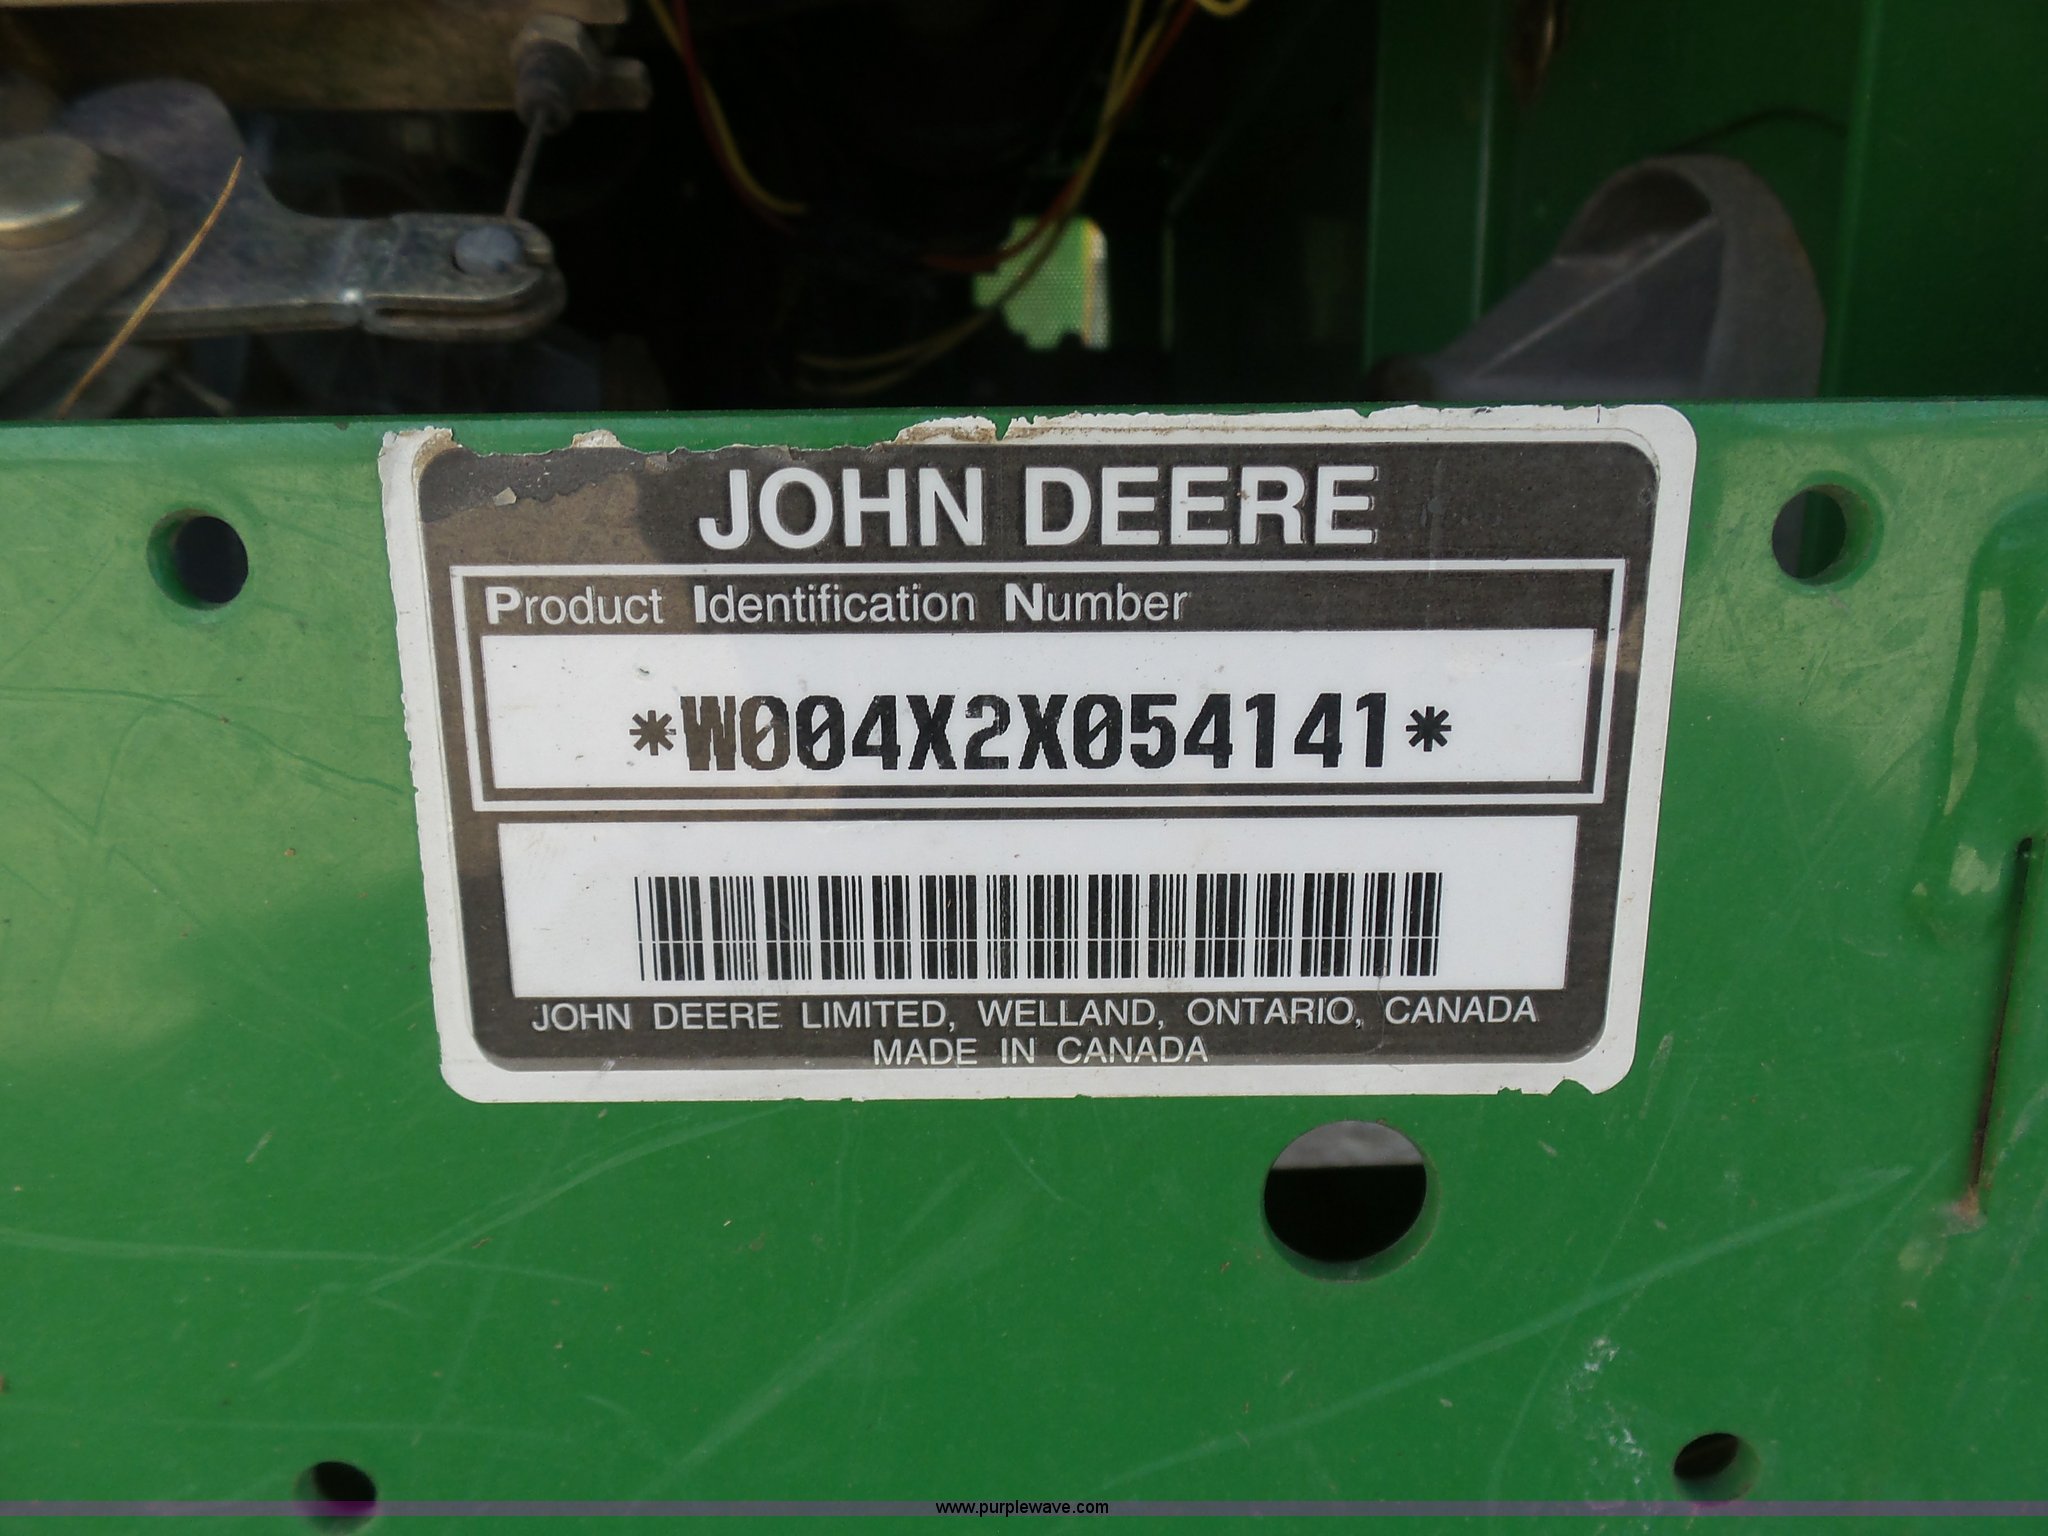 JOHN DEERE
Product Identification Number
*W004X2X054141*
JOHN DEERE LIMITED, WELLAND, ONTARIO, CANADA
MADE IN CANADA
www.purplewave.com